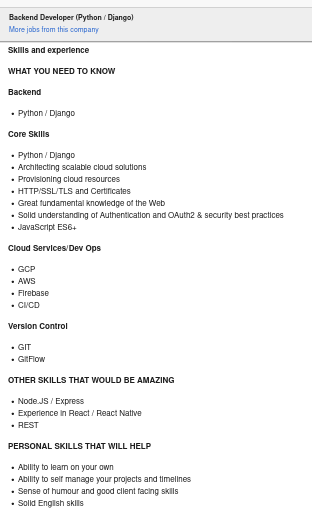 Backend Developer (Python / Django)
More jobs from this company
Skills and experience
WHAT YOU NEED TO KNOW
Backend
• Python / Django
Core Skills
• Python / Django
• Architecting scalable cloud solutions
• Provisioning cloud resources
• HTTP/SSL/TLS and Certificates
• Great fundamental knowledge of the Web
• Solid understanding of Authentication and OAuth2 & security best practices
• JavaScript ES6+
Cloud Services/Dev Ops
• GCP
• AWS
• Firebase
• CI/CD
Version Control
• GIT
• GitFlow
OTHER SKILLS THAT WOULD BE AMAZING
• Node.JS / Express
• Experience in React / React Native
• REST
PERSONAL SKILLS THAT WILL HELP
• Ability to learn on your own
• Ability to self manage your projects and timelines
• Sense of humour and good client facing skills
• Solid English skills